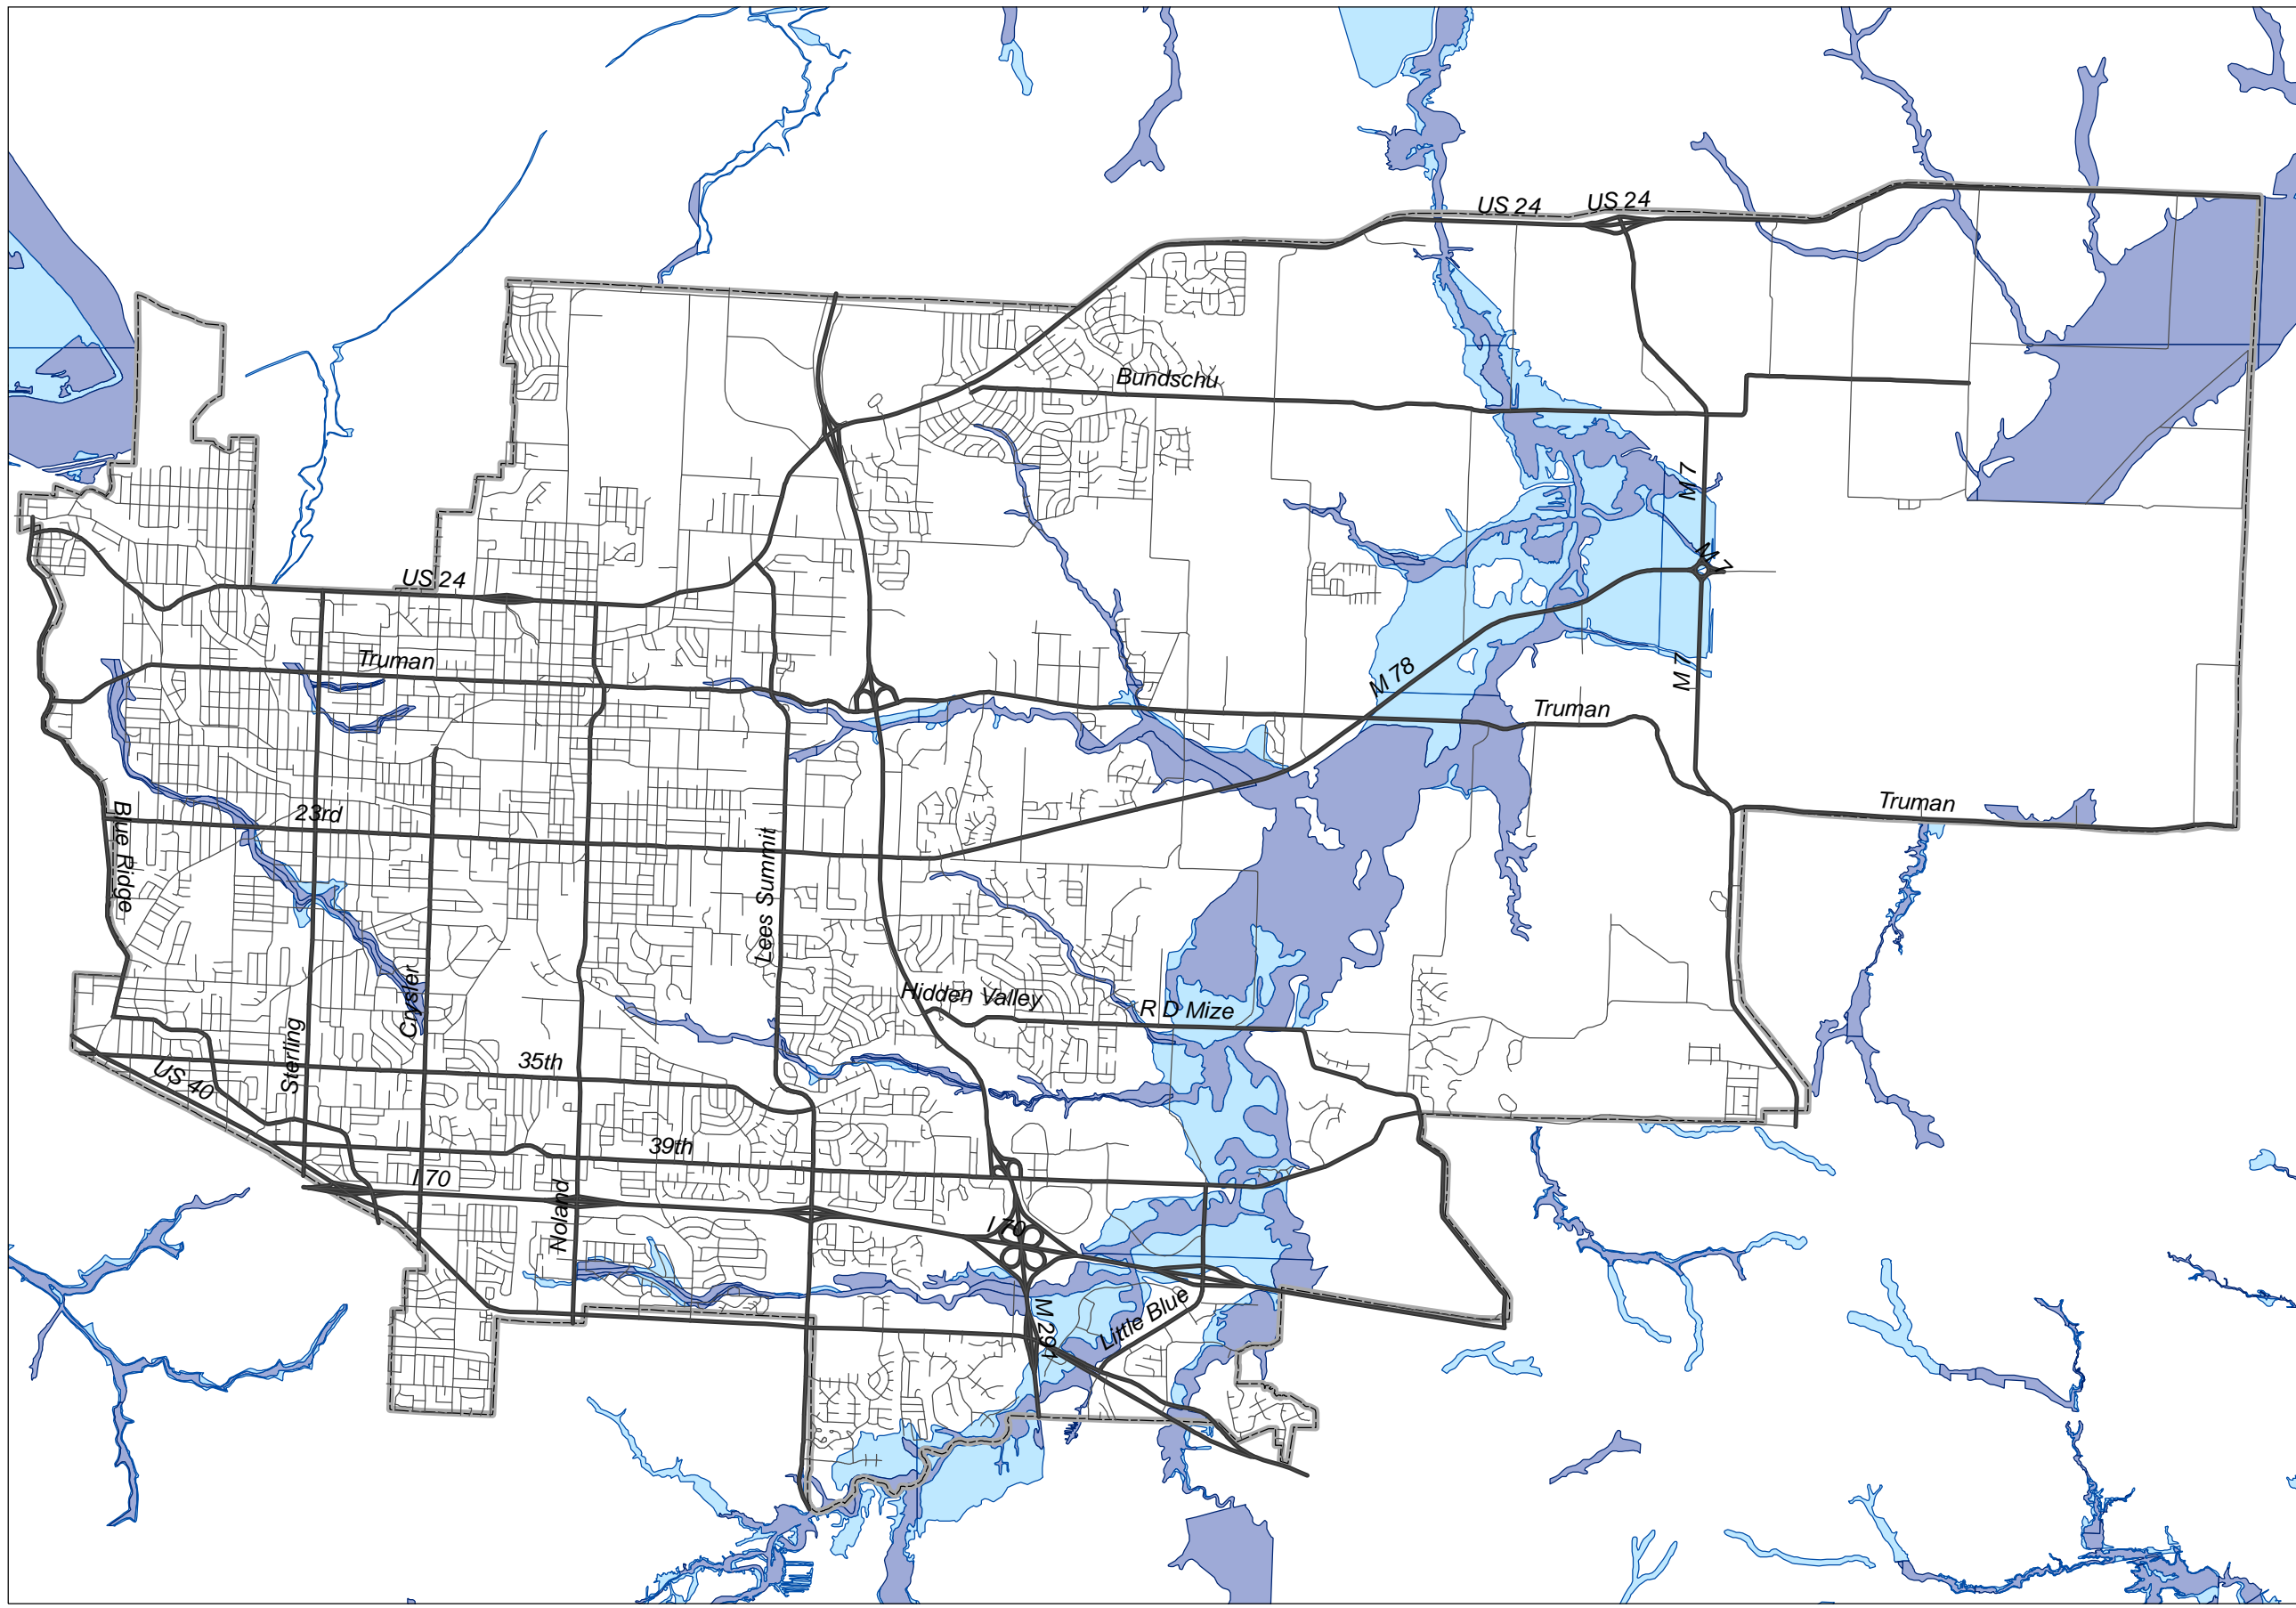 US 24
US 24
Bundschu
M 7
M 7
US 24
Truman
M 78
M 7
Truman
Truman
23rd
Blue Ridge
Lees Summit
Crysler
Hidden Valley
R D Mize
Sterling
35th
US 40
39th
I 70
Noland
I 70
M 291
Little Blue